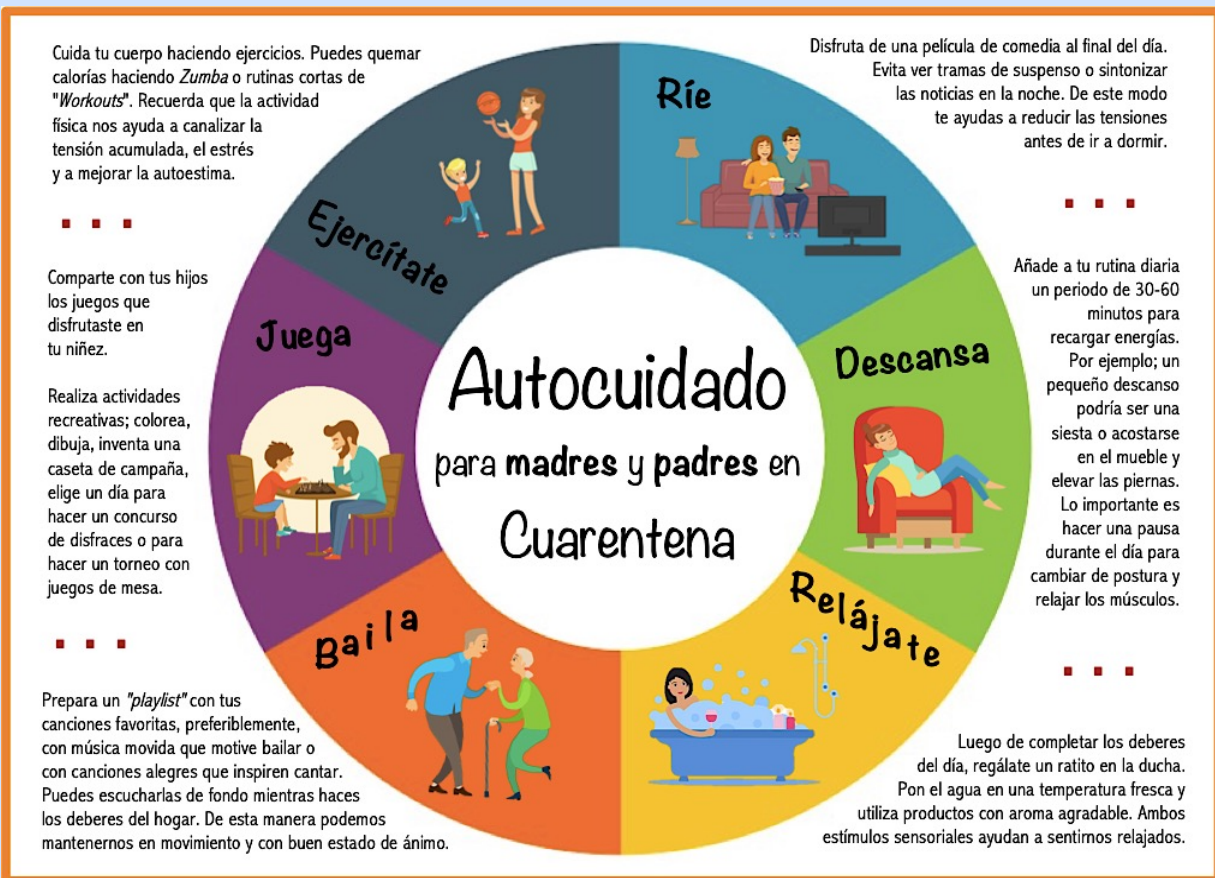 Cuida tu cuerpo haciendo ejercicios. Puedes quemar
calorías haciendo Zumba o rutinas cortas de
"Workouts". Recuerda que la actividad
física nos ayuda a canalizar la
tensión acumulada, el estrés
y a mejorar la autoestima.
Comparte con tus hijos
los juegos que
disfrutaste en
tu niñez.
Realiza actividades
recreativas; colorea,
dibuja, inventa una
caseta de campaña,
elige un día para
hacer un concurso
de disfraces o para
hacer un torneo con
juegos de mesa.
Prepara un "playlist" con tus
canciones favoritas, preferiblemente,
con música movida que motive bailar o
con canciones alegres que inspiren cantar.
Puedes escucharlas de fondo mientras haces
los deberes del hogar. De esta manera podemos
mantenernos en movimiento y con buen estado de ánimo.
Ejercítate
Juega
Baila
Autocuidado
para madres y padres en
Cuarentena
Ríe
Descansa
Relájate
Disfruta de una película de comedia al final del día.
Evita ver tramas de suspenso o sintonizar
las noticias en la noche. De este modo
te ayudas a reducir las tensiones
antes de ir a dormir.
Añade a tu rutina diaria
un periodo de 30-60
minutos para
recargar energías.
Por ejemplo; un
pequeño descanso
podría ser una
siesta o acostarse
en el mueble y
elevar las piernas.
Lo importante es
hacer una pausa
durante el día para
cambiar de postura y
relajar los músculos.
Luego de completar los deberes
del día, regálate un ratito en la ducha.
Pon el agua en una temperatura fresca y
utiliza productos con aroma agradable. Ambos
estímulos sensoriales ayudan a sentirnos relajados.